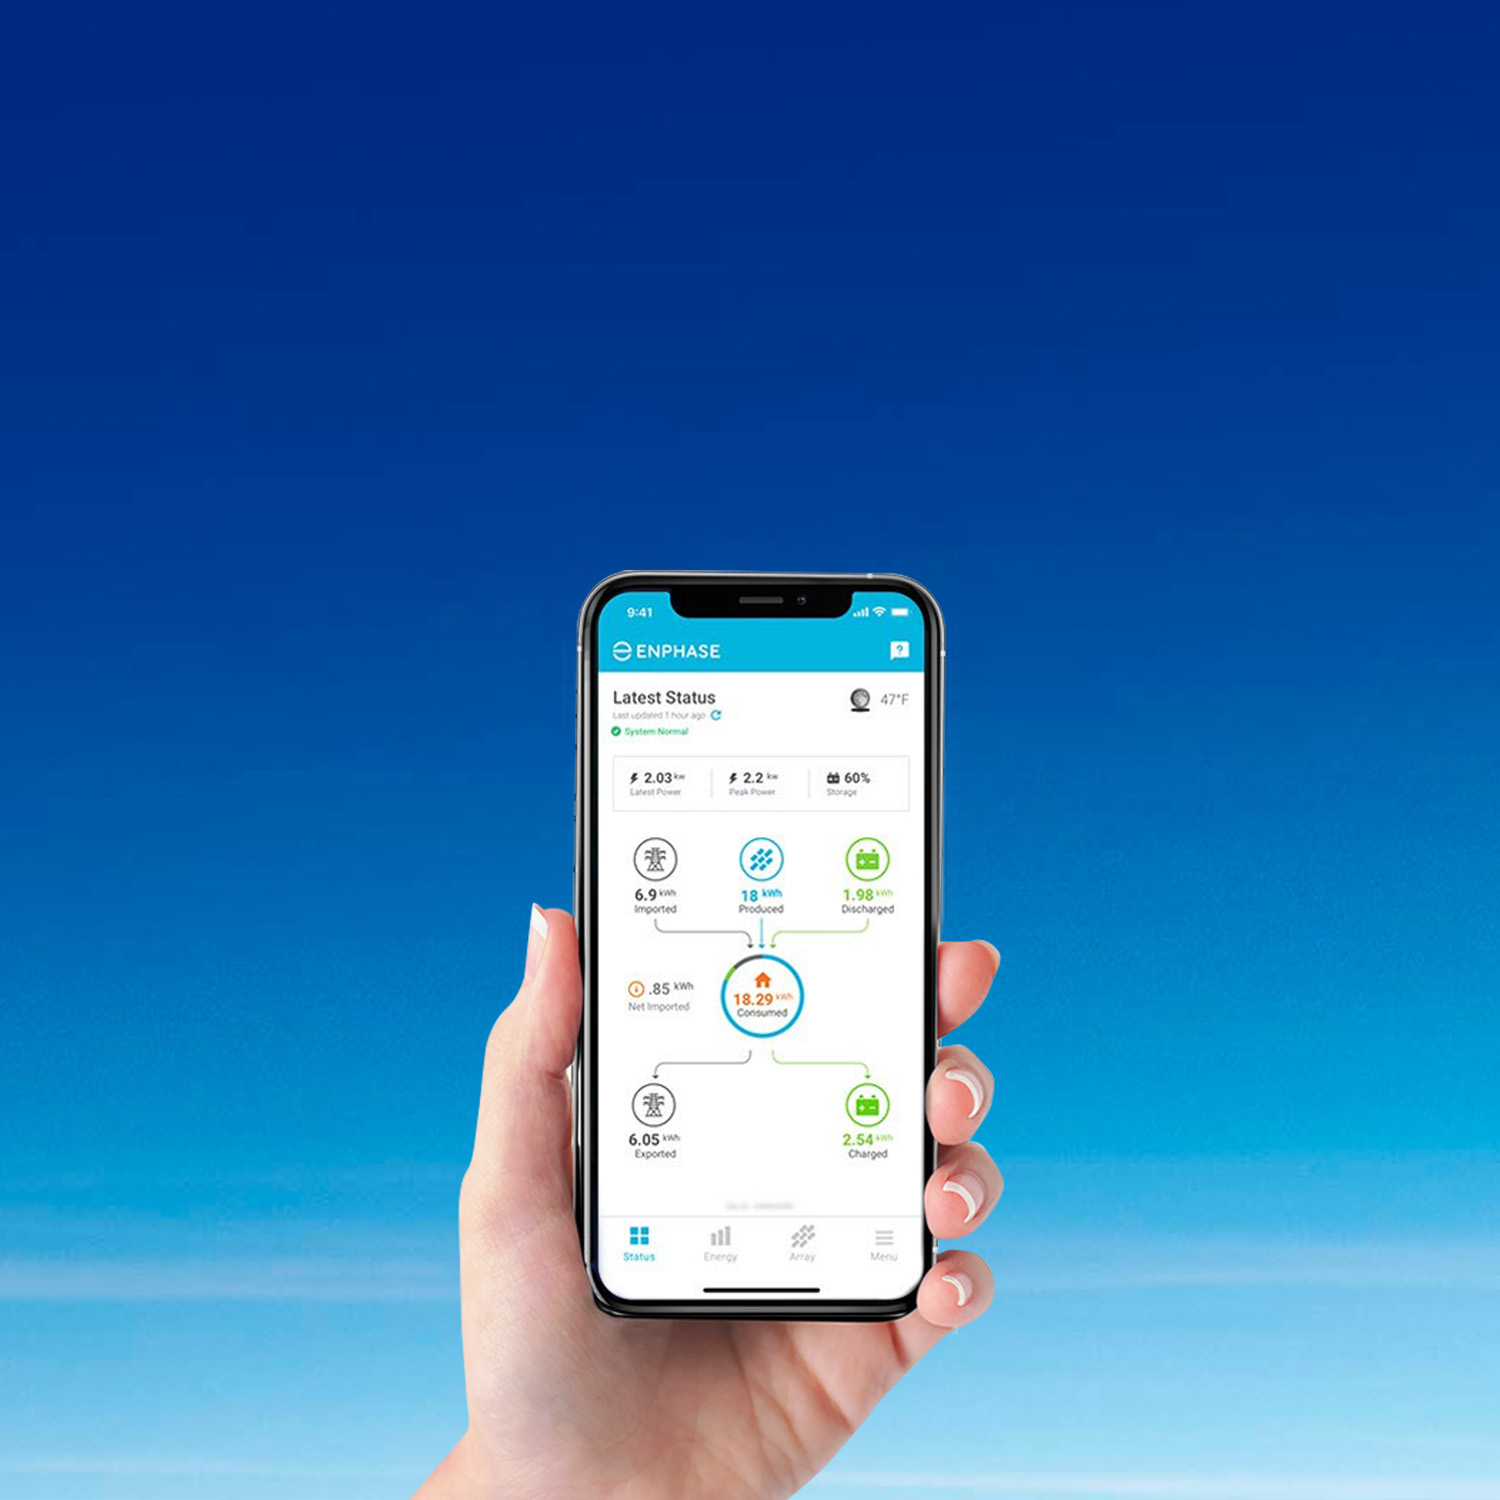 9:41
ENPHASE
Latest Status
47°F
Last updated 1 hour ago
System Normal
2.03 kw
Latest Power
2.2 kw
Peak Power
60%
Storage
6.9 kWh
Imported
18 kWh
Produced
1.98 kWh
Discharged
.85 kWh
Net Imported
18.29 kWh
Consumed
6.05 kWh
Exported
2.54 kWh
Charged
Status
Energy
Array
Menu